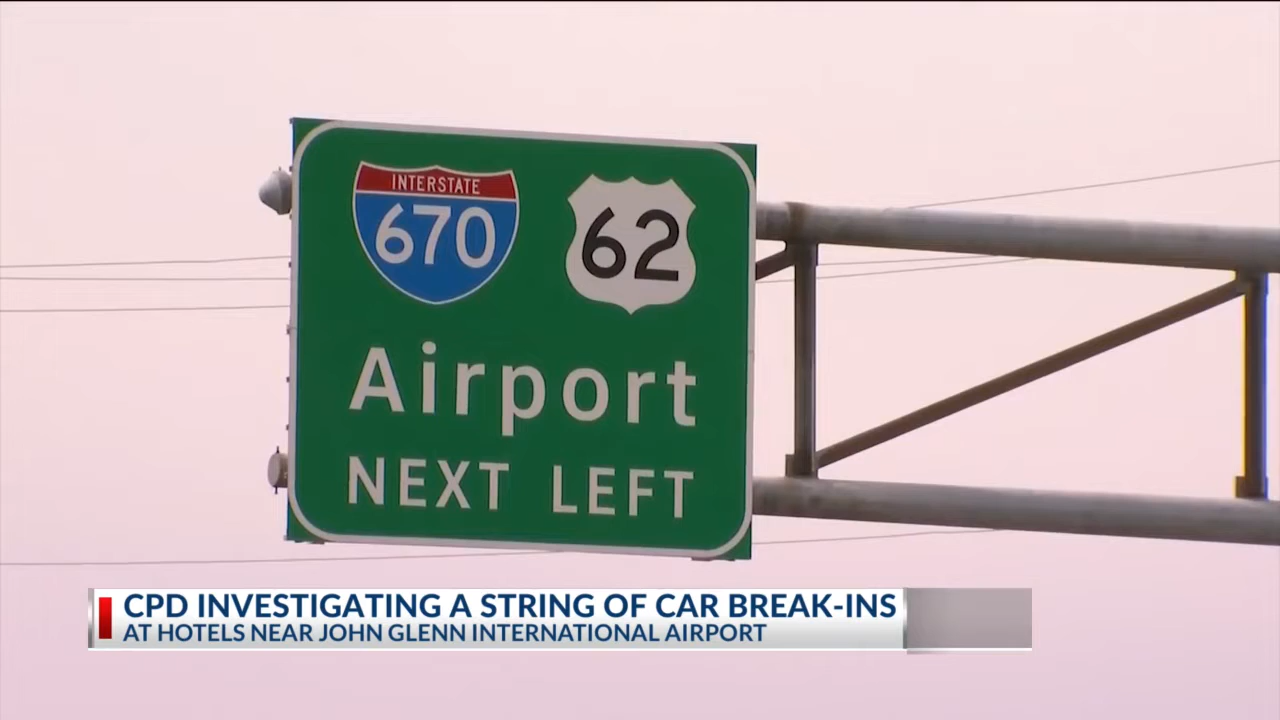 INTERSTATE
670
62
Airport
NEXT LEFT
CPD INVESTIGATING A STRING OF CAR BREAK-INS
AT HOTELS NEAR JOHN GLENN INTERNATIONAL AIRPORT